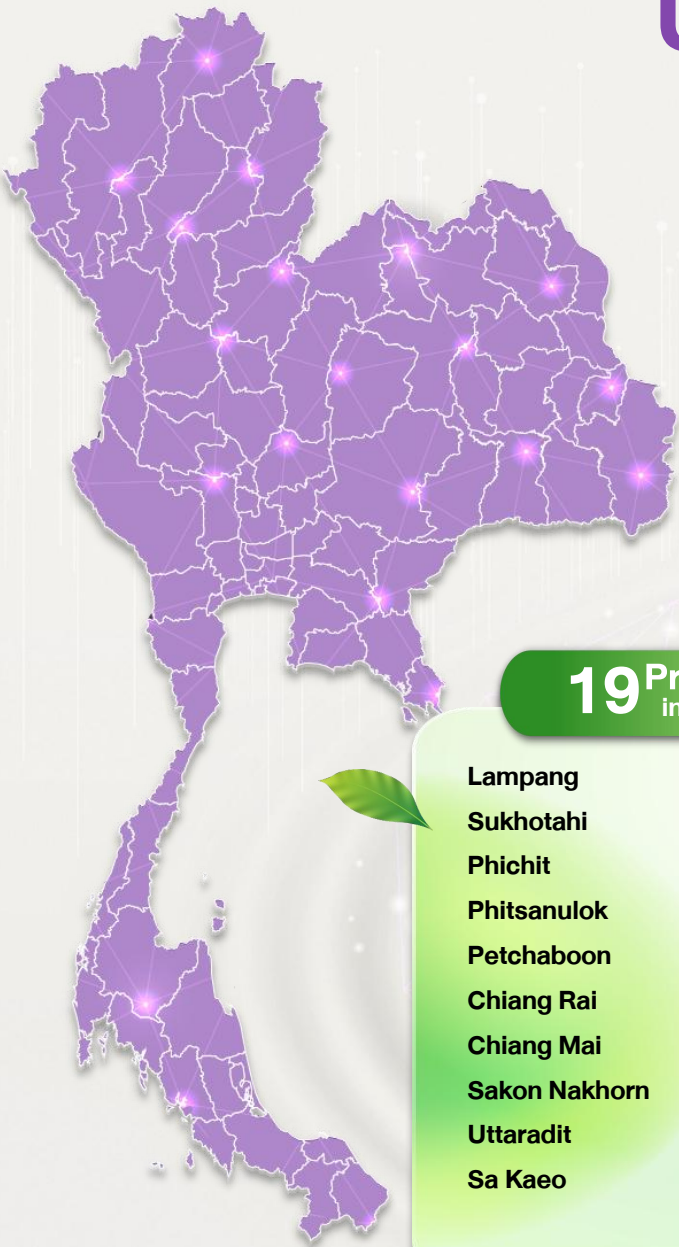 19
Lampang
Sukhotahi
Phichit
Phitsanulok
Petchaboon
Chiang Rai
Chiang Mai
Sakon Nakhorn
Uttaradit
Sa Kaeo